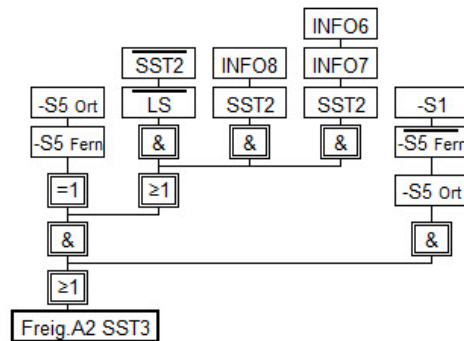 INFO6
SST2 INFO8 INFO7
-S5 Ort LS SST2 SST2 -S1
-S5 Fern & & & -S5 Fern
=1 ≥1 -S5 Ort
& &
≥1
Freig.A2 SST3